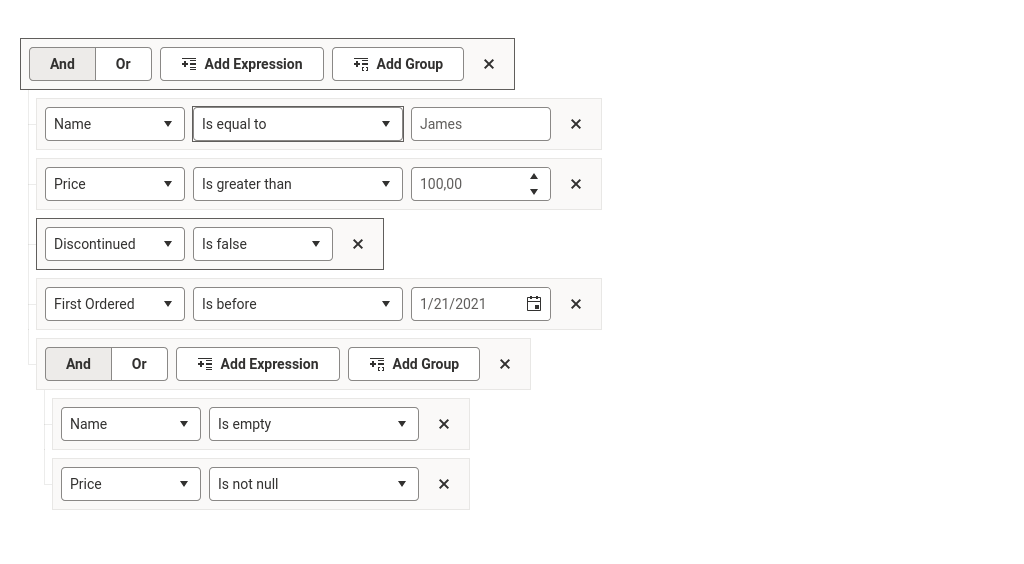 And Or Add Expression Add Group
Name Is equal to James
Price Is greater than 100,00
Discontinued Is false
First Ordered Is before 1/21/2021
And Or Add Expression Add Group
Name Is empty
Price Is not null